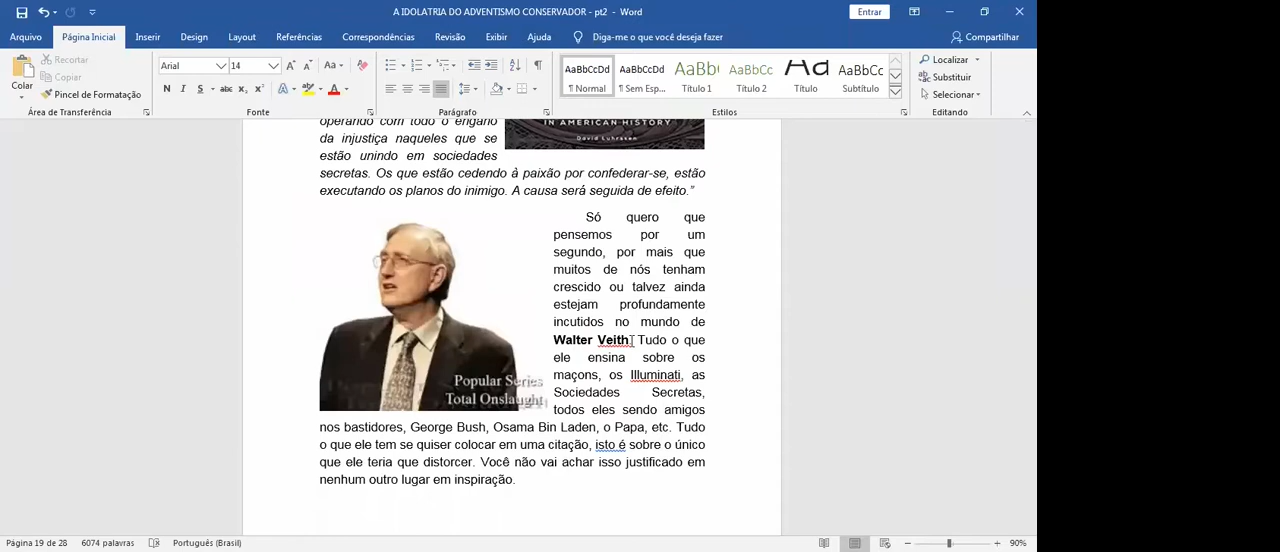 A IDOLATRIA DO ADVENTISMO CONSERVADOR - pt2 - Word
Entrar
Arquivo
Página Inicial
Inserir
Design
Layout
Referências
Correspondências
Revisão
Exibir
Ajuda
Diga-me o que você deseja fazer
Compartilhar
Colar
Recortar
Copiar
Pincel de Formatação
Área de Transferência
Arial
14
Aa
N I S abc x₂ x²
Fonte
Parágrafo
AaBbCcDd
¶ Normal
AaBbCcDd
¶ Sem Esp...
AaBbC
Título 1
AaBbCc
Título 2
Aa
Título
AaBbCc
Subtítulo
Estilos
Localizar
Substituir
Selecionar
Editando
operando com todo o engano
da injustiça naqueles que se
estão unindo em sociedades
secretas. Os que estão cedendo à paixão por confederar-se, estão
executando os planos do inimigo. A causa será seguida de efeito.”
IN AMERICAN HISTORY
David Luhrssen
Só quero que
pensemos por um
segundo, por mais que
muitos de nós tenham
crescido ou talvez ainda
estejam profundamente
incutidos no mundo de
Walter Veith. Tudo o que
ele ensina sobre os
maçons, os Illuminati, as
Sociedades Secretas,
todos eles sendo amigos
nos bastidores, George Bush, Osama Bin Laden, o Papa, etc. Tudo
o que ele tem se quiser colocar em uma citação, isto é sobre o único
que ele teria que distorcer. Você não vai achar isso justificado em
nenhum outro lugar em inspiração.
Popular Series
Total Onslaught
Página 19 de 28
6074 palavras
Português (Brasil)
90%